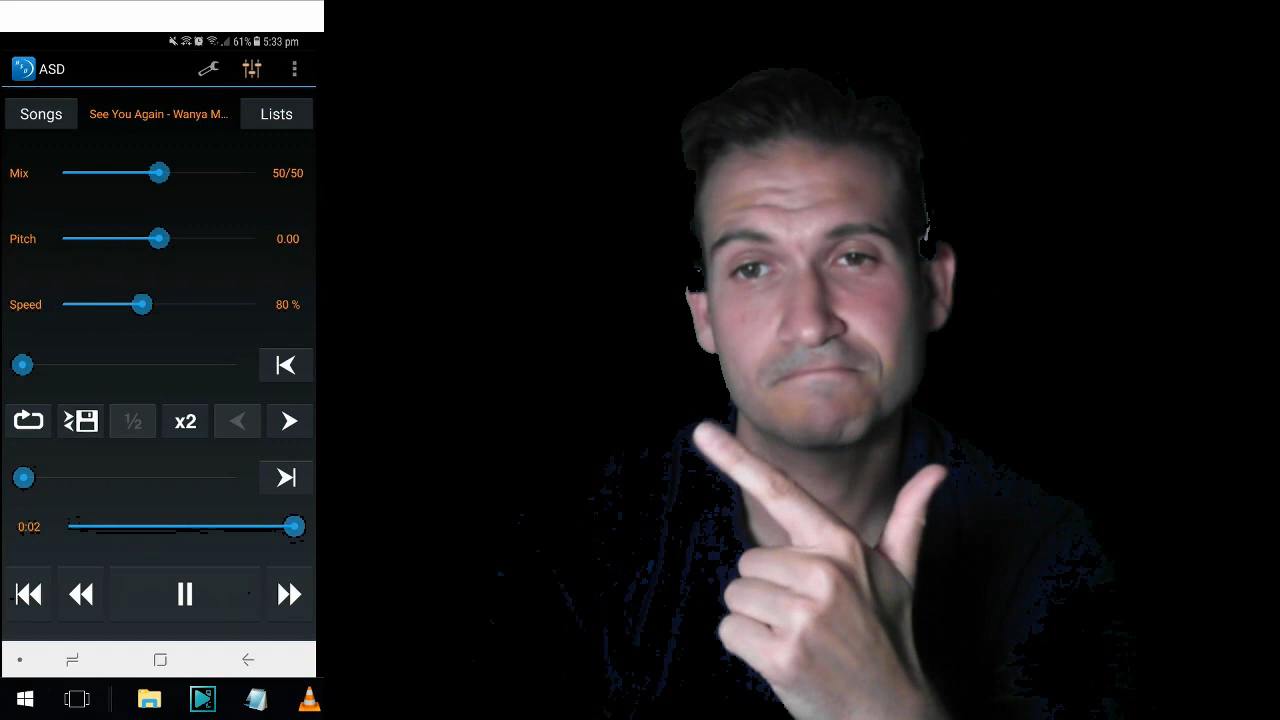 61% 5:33 pm
ASD
Songs See You Again - Wanya M... Lists
Mix 50/50
Pitch 0.00
Speed 80 %
½ x2
0:02